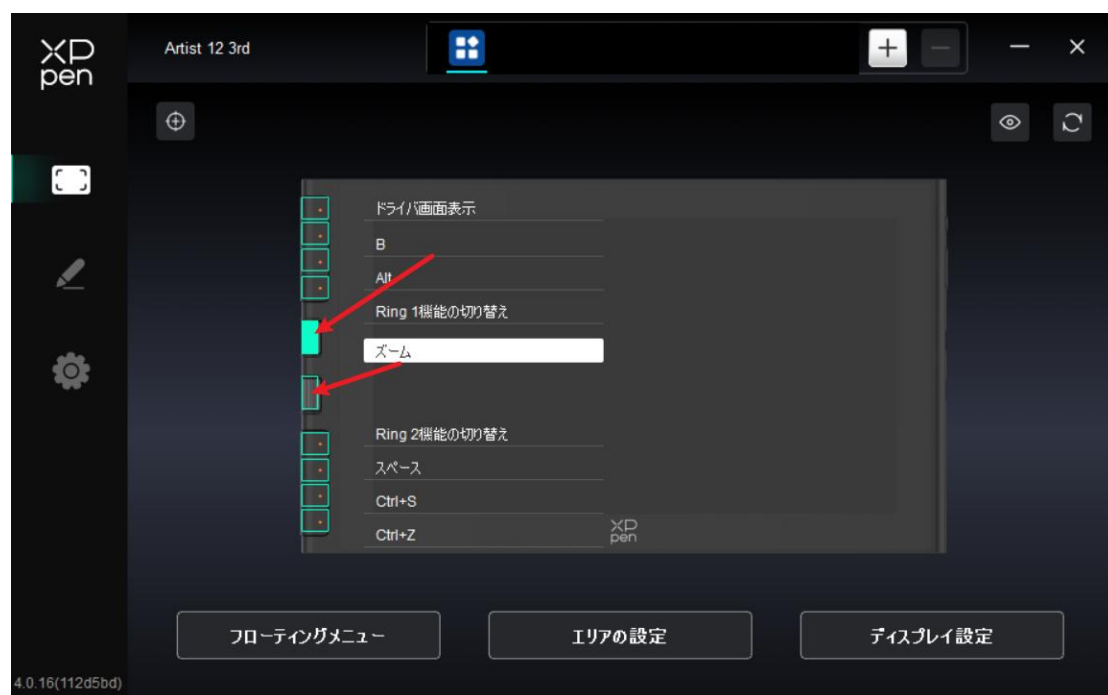 XP
pen
Artist 12 3rd
ドライバ画面表示
B
Alt
Ring 1機能の切り替え
ズーム
Ring 2機能の切り替え
スペース
Ctrl+S
Ctrl+Z
XP
pen
フローティングメニュー
エリアの設定
ディスプレイ設定
4.0.16(112d5bd)